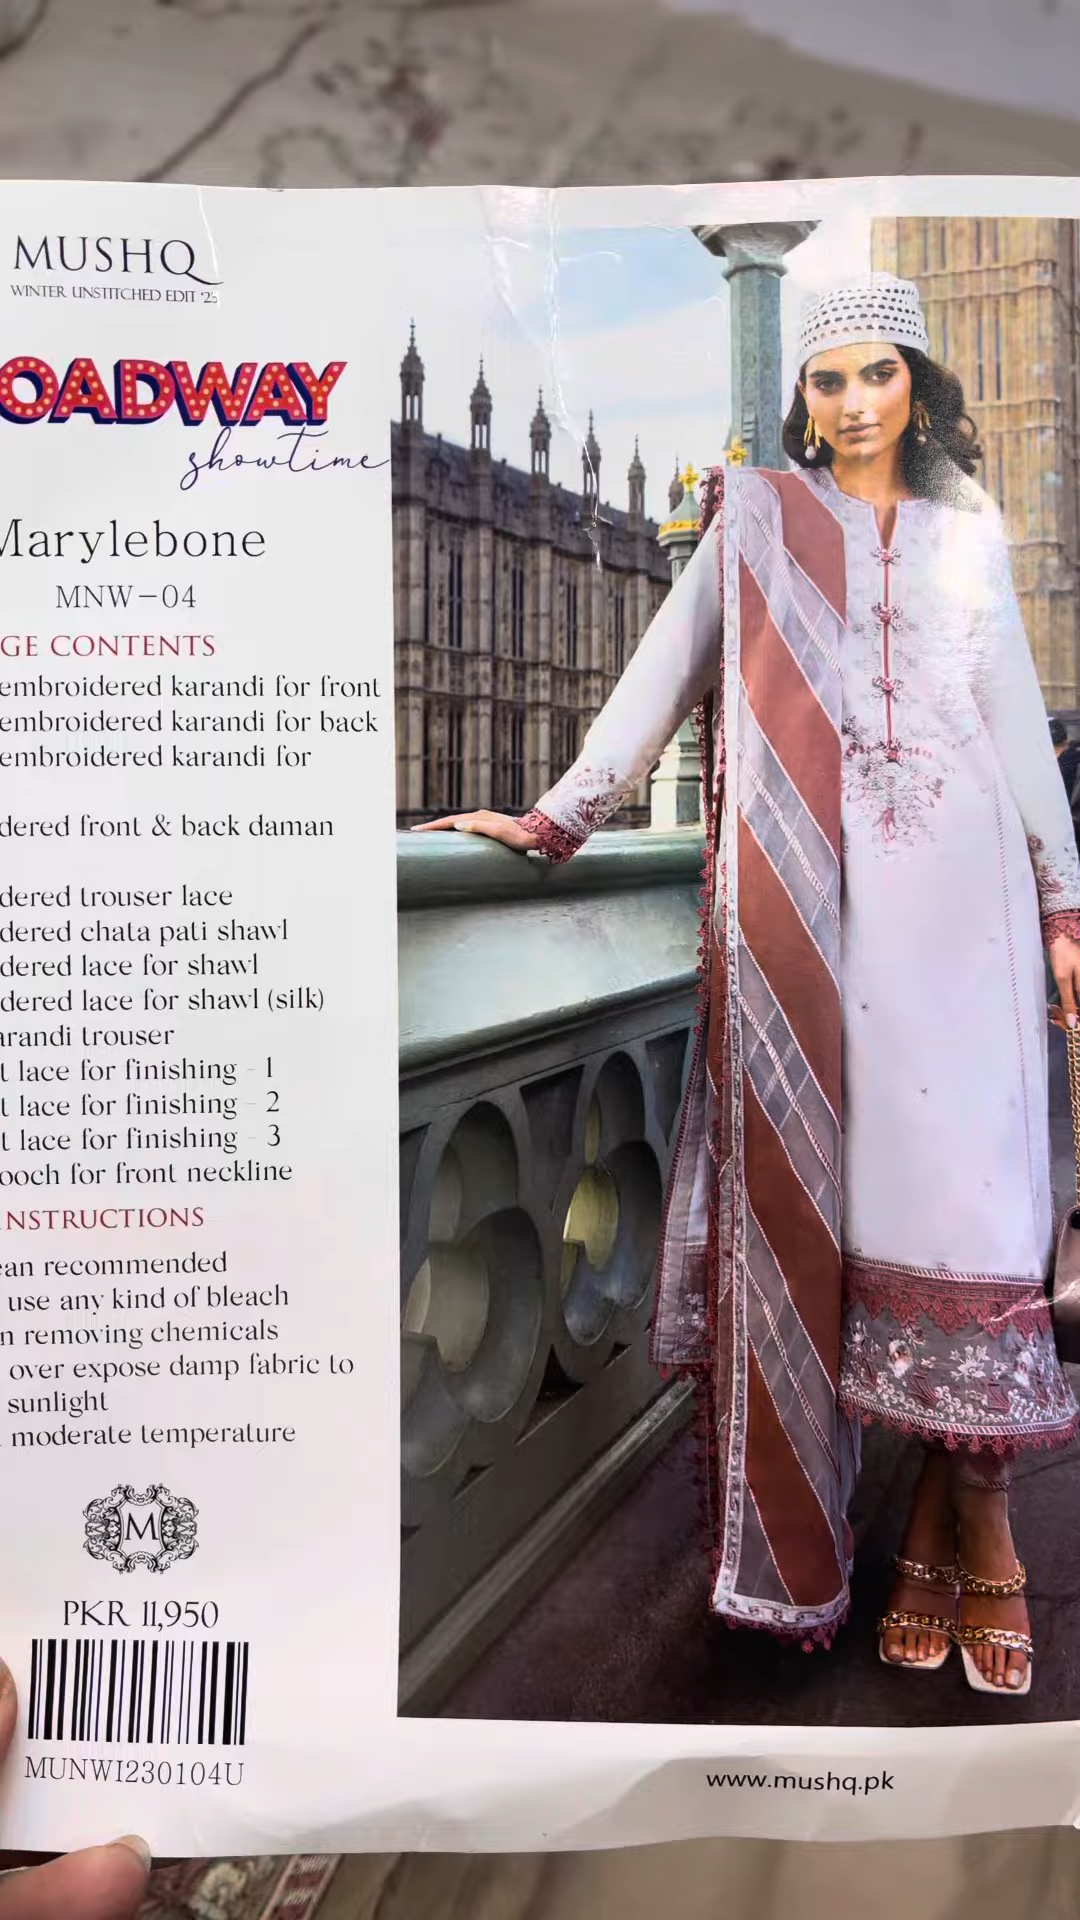 MUSHQ
WINTER UNSTITCHED EDIT '23
OADWAY
showtime
Marylebone
MNW-04
GE CONTENTS
embroidered karandi for front
embroidered karandi for back
embroidered karandi for
dered front & back daman
dered trouser lace
dered chata pati shawl
dered lace for shawl
dered lace for shawl (silk)
arandi trouser
t lace for finishing - 1
t lace for finishing - 2
t lace for finishing - 3
ooch for front neckline
INSTRUCTIONS
ean recommended
use any kind of bleach
n removing chemicals
over expose damp fabric to
sunlight
moderate temperature
M
PKR 11,950
MUNWI230104U
www.mushq.pk